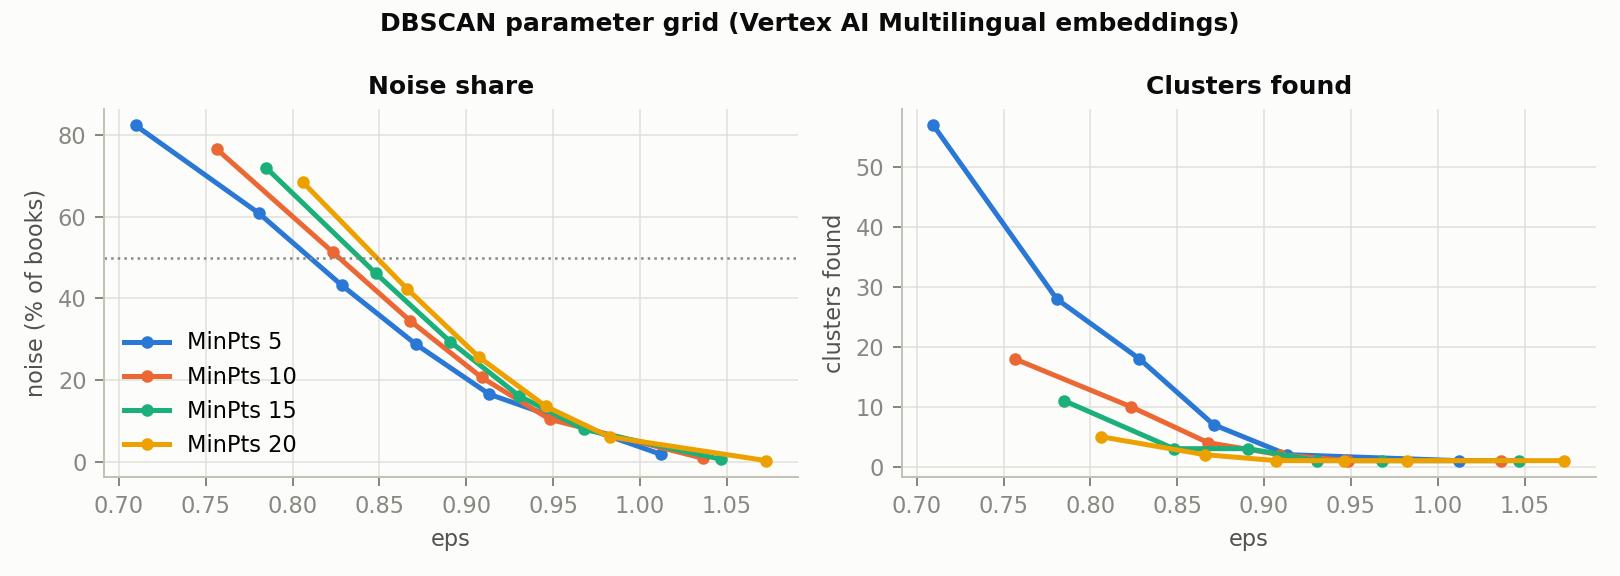 DBSCAN parameter grid (Vertex AI Multilingual embeddings)
Noise share
noise (% of books)
80
60
40
20
0
MinPts 5
MinPts 10
MinPts 15
MinPts 20
0.70 0.75 0.80 0.85 0.90 0.95 1.00 1.05
eps
Clusters found
clusters found
50
40
30
20
10
0
0.70 0.75 0.80 0.85 0.90 0.95 1.00 1.05
eps